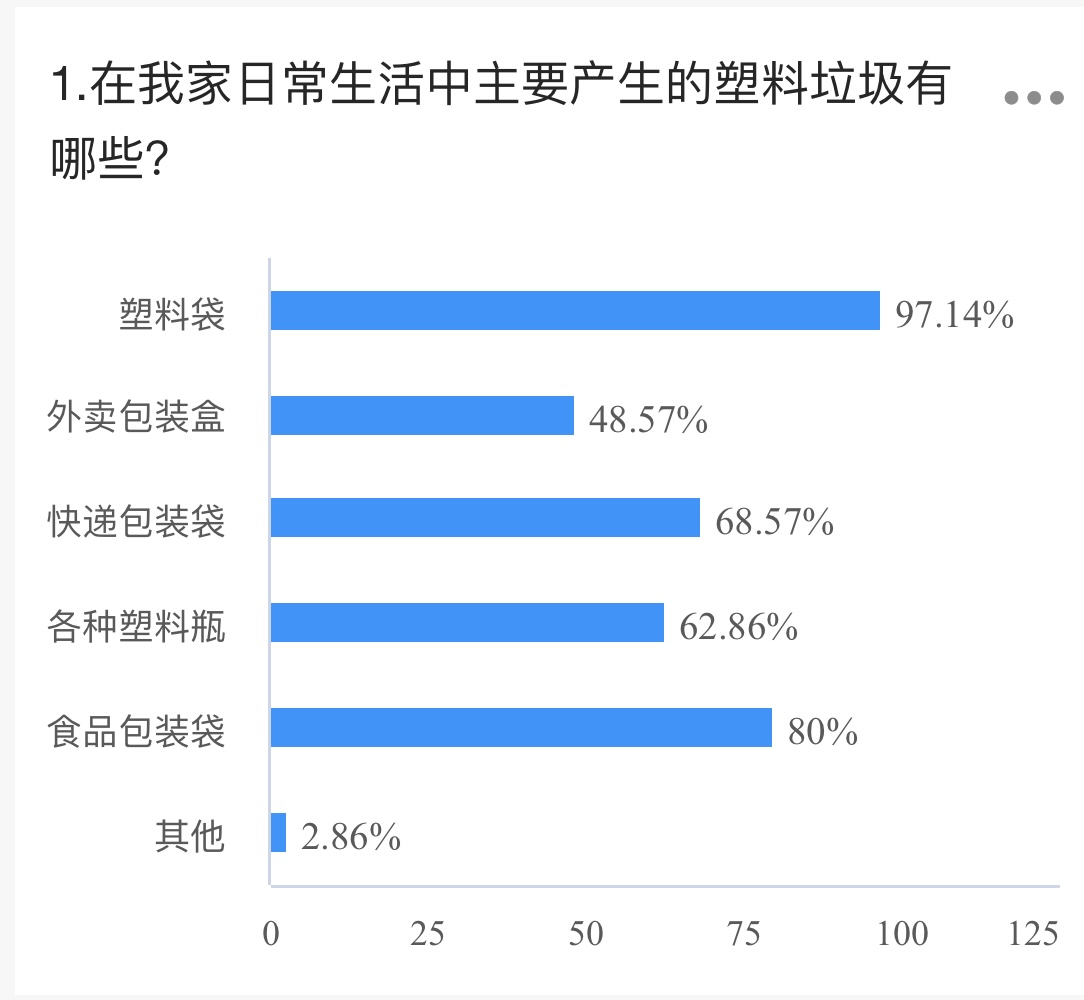 1.在我家日常生活中主要产生的塑料垃圾有
哪些?
塑料袋 97.14%
外卖包装盒 48.57%
快递包装袋 68.57%
各种塑料瓶 62.86%
食品包装袋 80%
其他 2.86%
0 25 50 75 100 125